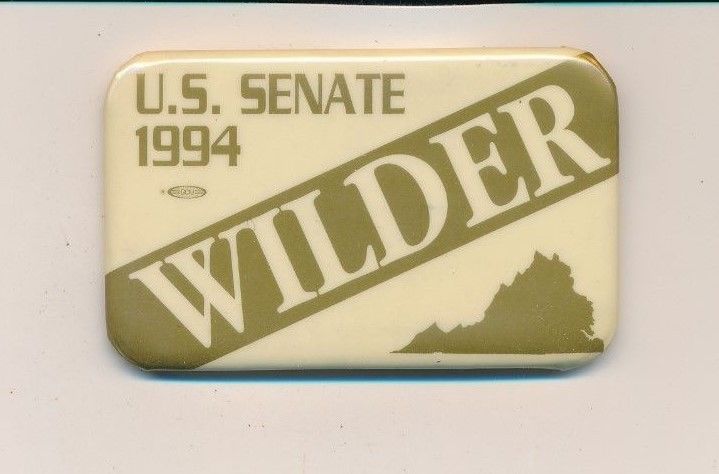 U.S. SENATE
1994
WILDER